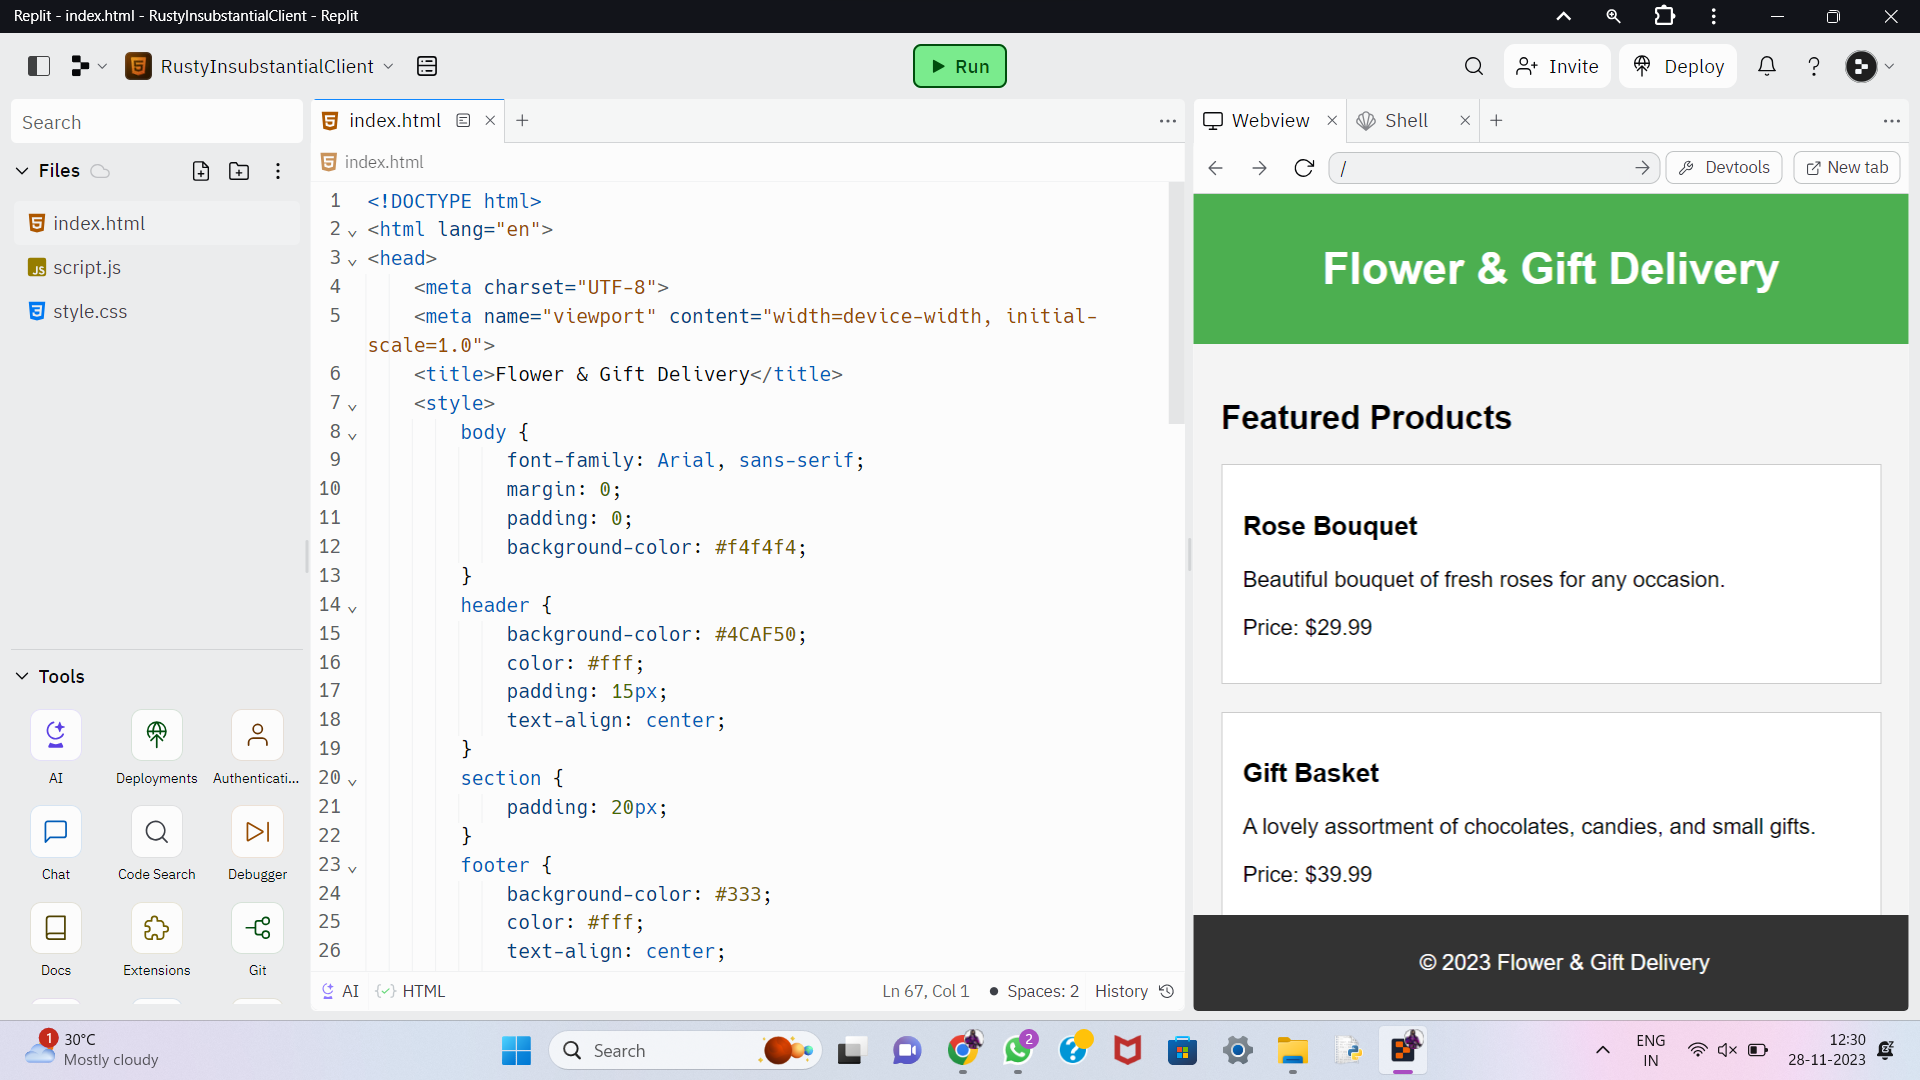 Replit - index.html - RustyInsubstantialClient - Replit
RustyInsubstantialClient
Run
Invite
Deploy
Search
Files
index.html
script.js
style.css
Tools
AI
Deployments
Authenticati...
Chat
Code Search
Debugger
Docs
Extensions
Git
index.html
index.html
1 <!DOCTYPE html>
2 <html lang="en">
3 <head>
4 <meta charset="UTF-8">
5 <meta name="viewport" content="width=device-width, initial-
scale=1.0">
6 <title>Flower & Gift Delivery</title>
7 <style>
8 body {
9 font-family: Arial, sans-serif;
10 margin: 0;
11 padding: 0;
12 background-color: #f4f4f4;
13 }
14 header {
15 background-color: #4CAF50;
16 color: #fff;
17 padding: 15px;
18 text-align: center;
19 }
20 section {
21 padding: 20px;
22 }
23 footer {
24 background-color: #333;
25 color: #fff;
26 text-align: center;
AI
HTML
Ln 67, Col 1
Spaces: 2
History
Webview
Shell
/
Devtools
New tab
Flower & Gift Delivery
Featured Products
Rose Bouquet
Beautiful bouquet of fresh roses for any occasion.
Price: $29.99
Gift Basket
A lovely assortment of chocolates, candies, and small gifts.
Price: $39.99
© 2023 Flower & Gift Delivery
1
30°C
Mostly cloudy
Search
2
ENG
IN
12:30
28-11-2023